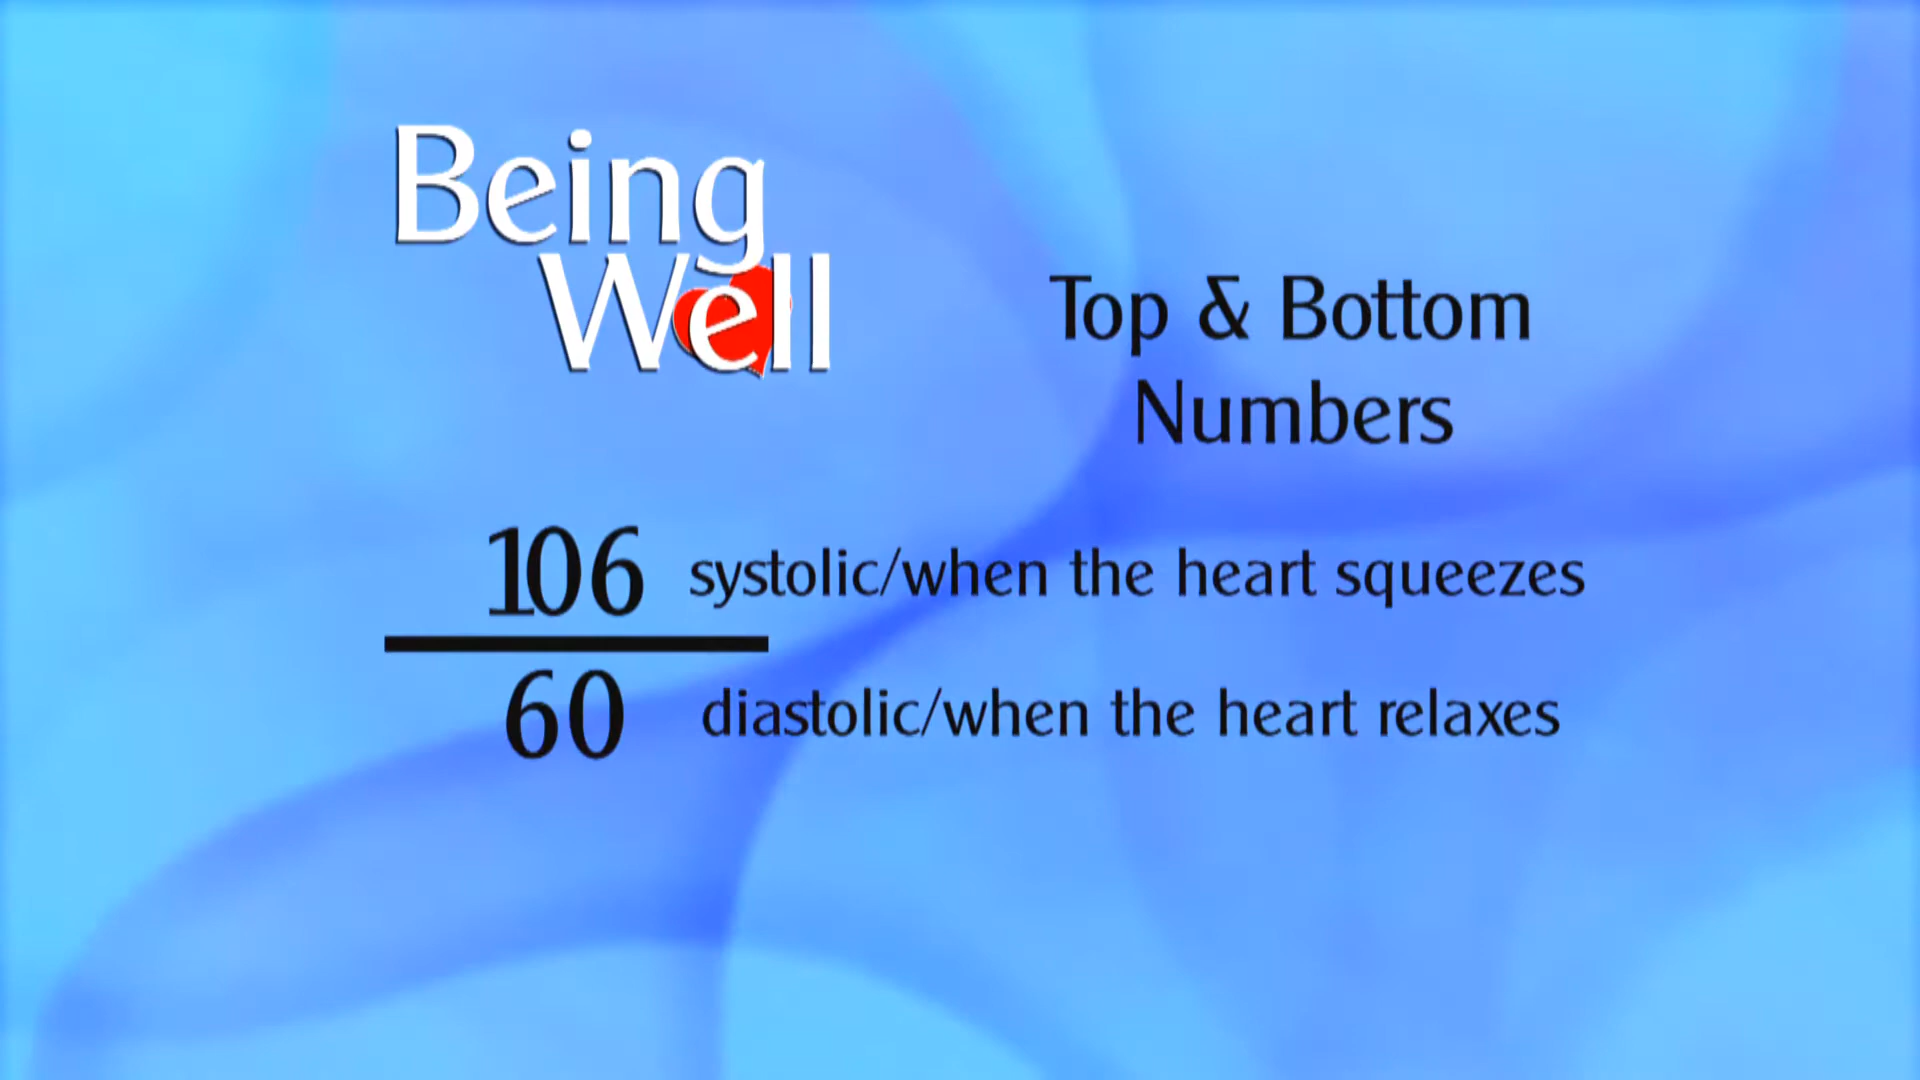 Being
Well
Top & Bottom
Numbers
106 systolic/when the heart squeezes
60 diastolic/when the heart relaxes